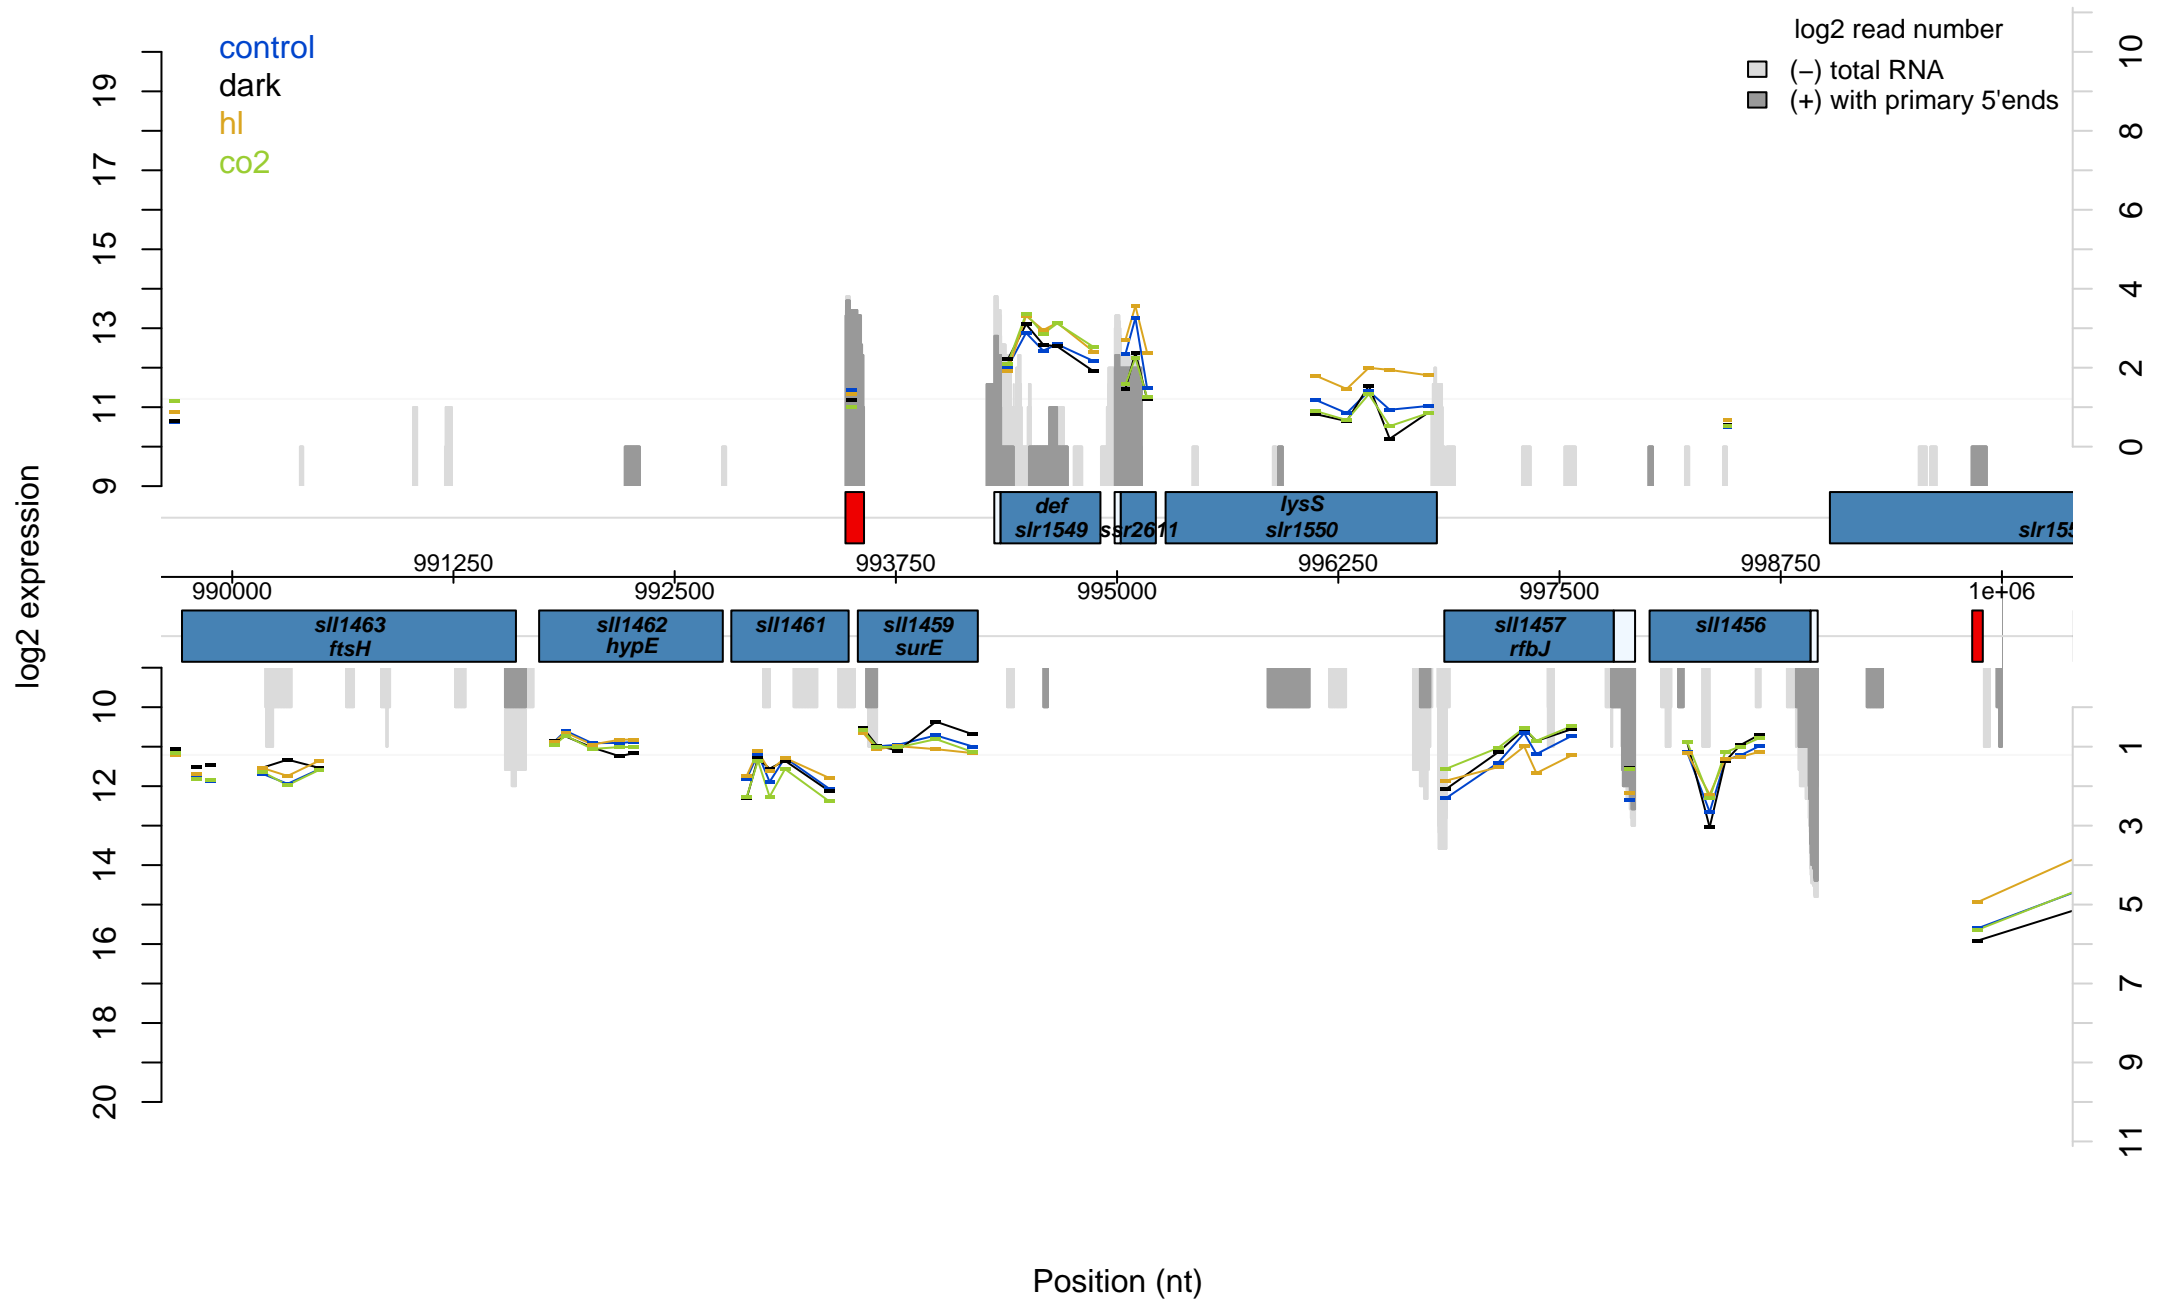 control
dark
hl
co2
log2 read number
(−) total RNA
(+) with primary 5'ends
19
17
15
13
11
9
10
8
6
4
2
0
log2 expression
def
slr1549
ssr2611
lysS
slr1550
slr155
991250
993750
996250
998750
990000
992500
995000
997500
1e+06
sll1463
ftsH
sll1462
hypE
sll1461
sll1459
surE
sll1457
rfbJ
sll1456
10
12
14
16
18
20
1
3
5
7
9
11
Position (nt)